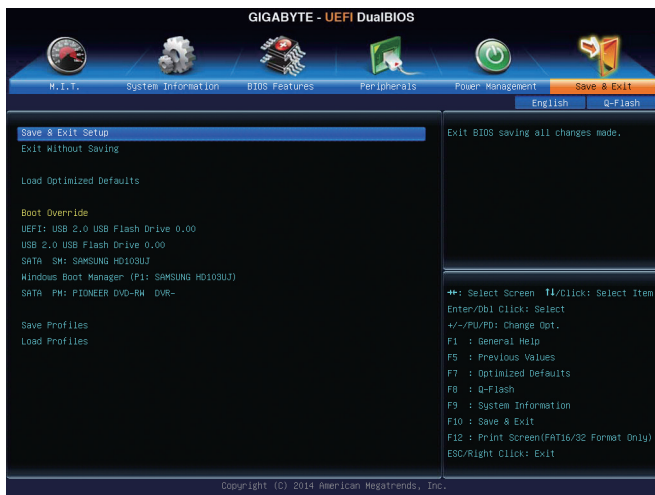 GIGABYTE - UEFI DualBIOS
M.I.T. System Information BIOS Features Peripherals Power Management Save & Exit
English Q-Flash
Save & Exit Setup
Exit Without Saving
Load Optimized Defaults
Boot Override
UEFI: USB 2.0 USB Flash Drive 0.00
USB 2.0 USB Flash Drive 0.00
SATA SM: SAMSUNG HD103UJ
Windows Boot Manager (P1: SAMSUNG HD103UJ)
SATA PM: PIONEER DVD-RW DVR-
Save Profiles
Load Profiles
Exit BIOS saving all changes made.
→←: Select Screen ↑↓/Click: Select Item
Enter/Dbl Click: Select
+/-/PU/PD: Change Opt.
F1 : General Help
F5 : Previous Values
F7 : Optimized Defaults
F8 : Q-Flash
F9 : System Information
F10 : Save & Exit
F12 : Print Screen(FAT16/32 Format Only)
ESC/Right Click: Exit
Copyright (C) 2014 American Megatrends, Inc.